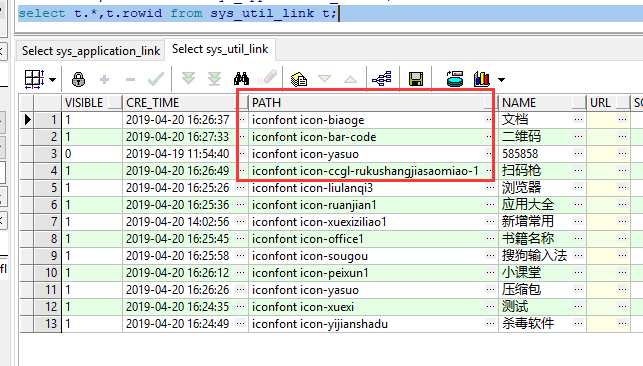 select t.*,t.rowid from sys_util_link t;
Select sys_application_link Select sys_util_link
VISIBLE CRE_TIME PATH NAME URL
1 1 2019-04-20 16:26:37 ... iconfont icon-biaoge ... 文档 ...
2 1 2019-04-20 16:27:33 ... iconfont icon-bar-code ... 二维码 ...
3 0 2019-04-19 11:54:40 ... iconfont icon-yasuo ... 585858 ...
4 1 2019-04-20 16:26:49 ... iconfont icon-ccgl-rukushangjiasaomiao-1 ... 扫码枪 ...
5 1 2019-04-20 16:25:26 ... iconfont icon-liulanqi3 ... 浏览器 ...
6 1 2019-04-20 16:25:36 ... iconfont icon-ruanjian1 ... 应用大全 ...
7 1 2019-04-20 14:02:56 ... iconfont icon-xuexiziliao1 ... 新增常用 ...
8 1 2019-04-20 16:25:45 ... iconfont icon-office1 ... 书籍名称 ...
9 1 2019-04-20 16:25:58 ... iconfont icon-sougou ... 搜狗输入法 ...
10 1 2019-04-20 16:26:12 ... iconfont icon-peixun1 ... 小课堂 ...
11 1 2019-04-20 16:26:26 ... iconfont icon-yasuo ... 压缩包 ...
12 1 2019-04-20 16:24:35 ... iconfont icon-xuexi ... 测试 ...
13 1 2019-04-20 16:24:49 ... iconfont icon-yijianshadu ... 杀毒软件 ...